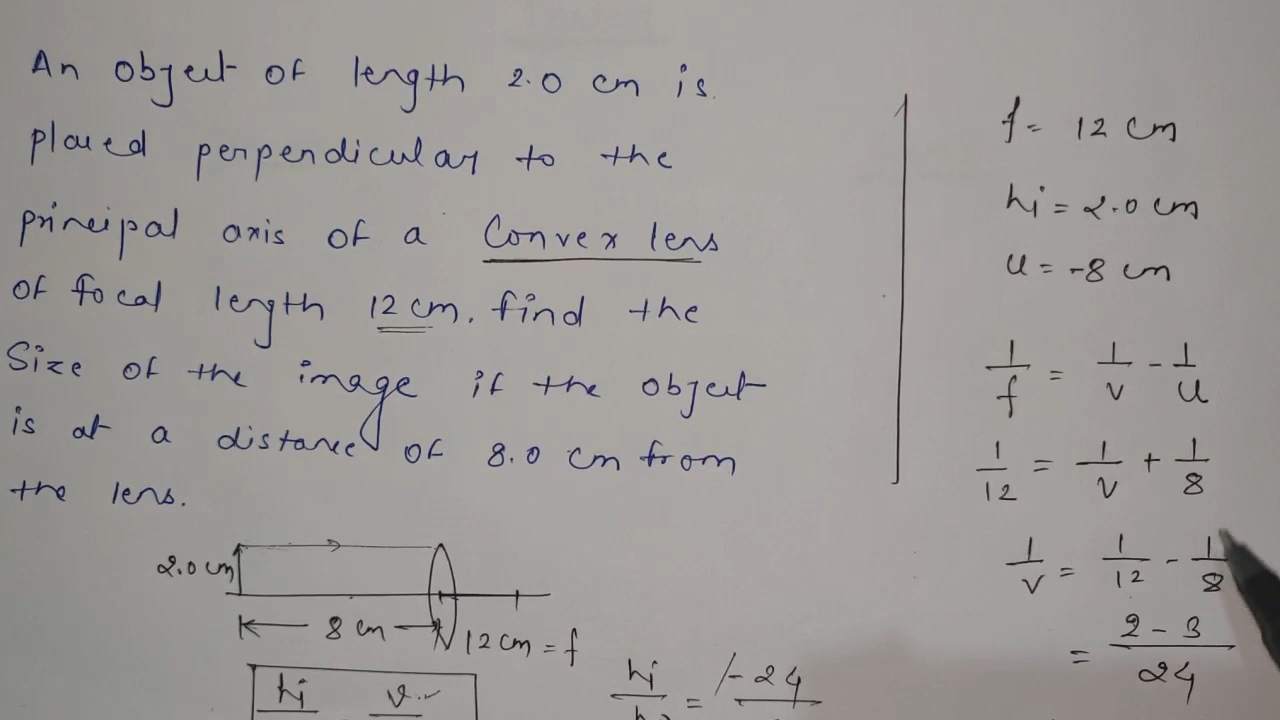 An object of length 2.0 cm is
placed perpendicular to the
principal axis of a convex lens
of focal length 12 cm. find the
Size of the image if the object
is at a distance of 8.0 cm from
the lens.
2.0 cm
8 cm
12 cm = f
hi v
hi = -24
f = 12 cm
hi = 2.0 cm
u = -8 cm
1/f = 1/v - 1/u
1/12 = 1/v + 1/8
1/v = 1/12 - 1/8
= 2 - 3 / 24